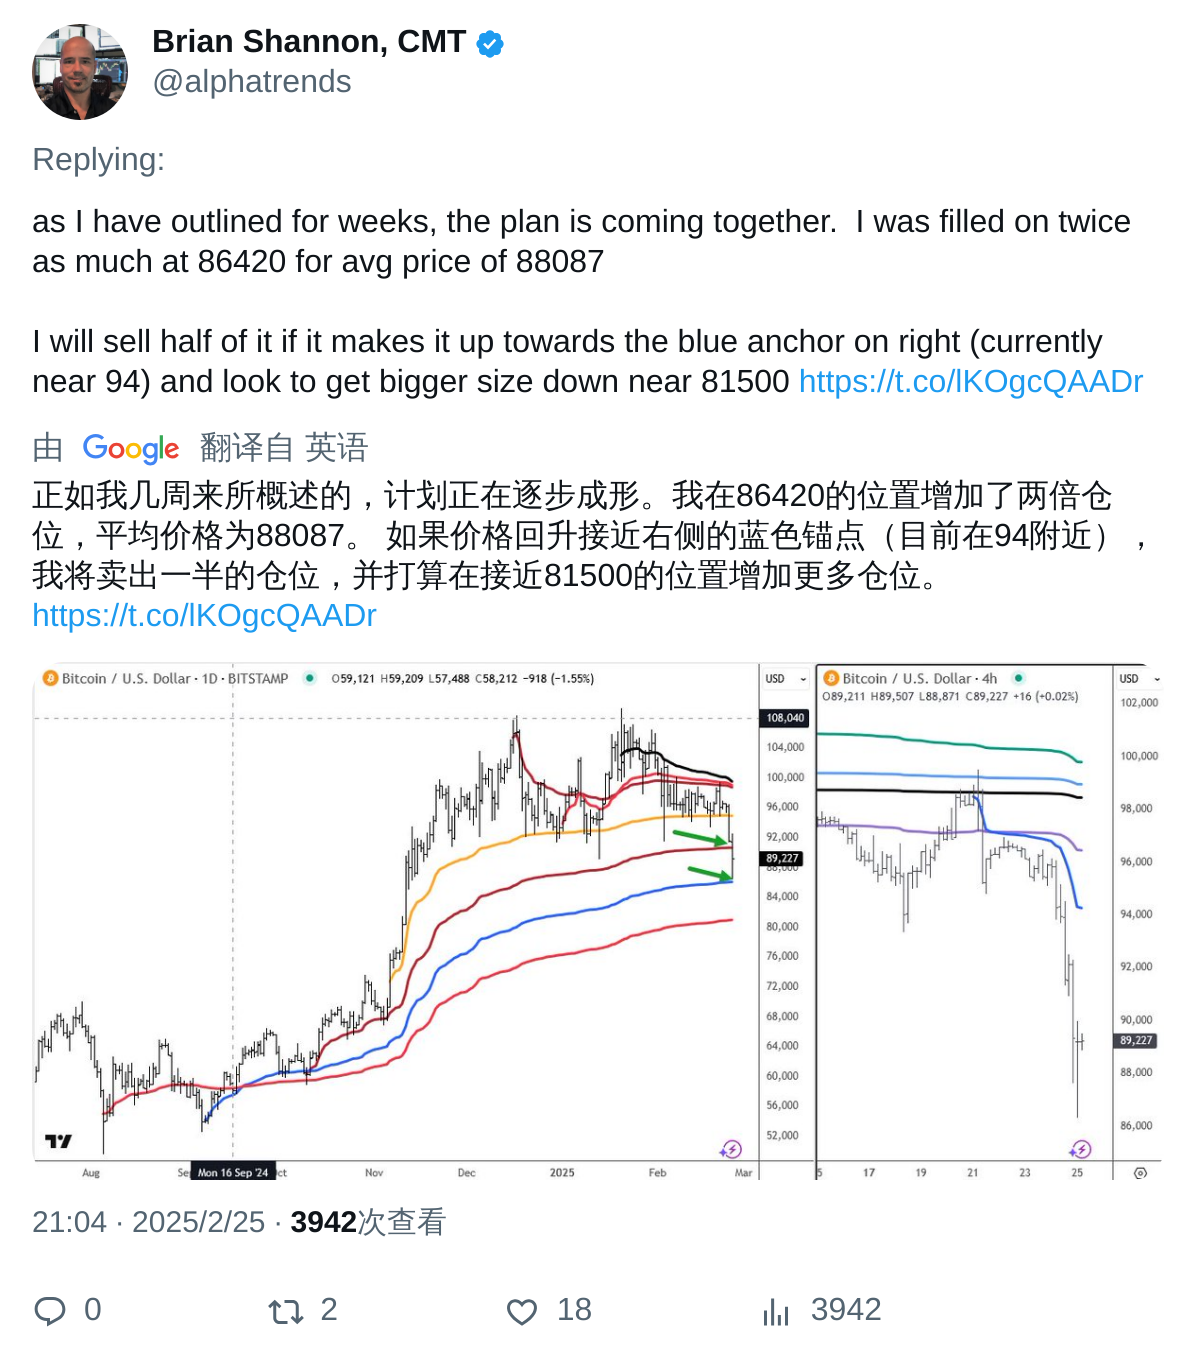 Brian Shannon, CMT
@alphatrends
Replying:
as I have outlined for weeks, the plan is coming together.  I was filled on twice
as much at 86420 for avg price of 88087
I will sell half of it if it makes it up towards the blue anchor on right (currently
near 94) and look to get bigger size down near 81500 https://t.co/lKOgcQAADr
由 Google 翻译自 英语
正如我几周来所概述的，计划正在逐步成形。我在86420的位置增加了两倍仓
位，平均价格为88087。 如果价格回升接近右侧的蓝色锚点（目前在94附近），
我将卖出一半的仓位，并打算在接近81500的位置增加更多仓位。
https://t.co/lKOgcQAADr
Bitcoin / U.S. Dollar · 1D · BITSTAMP O59,121 H59,209 L57,488 C58,212 −918 (−1.55%)
USD
108,040
104,000
100,000
96,000
92,000
89,227
88,000
84,000
80,000
76,000
72,000
68,000
64,000
60,000
56,000
52,000
Aug Se Mon 16 Sep '24 ct Nov Dec 2025 Feb Mar
Bitcoin / U.S. Dollar · 4h
O89,211 H89,507 L88,871 C89,227 +16 (+0.02%)
USD
102,000
100,000
98,000
96,000
94,000
92,000
90,000
89,227
88,000
86,000
5 17 19 21 23 25
21:04 · 2025/2/25 · 3942次查看
0 2 18 3942